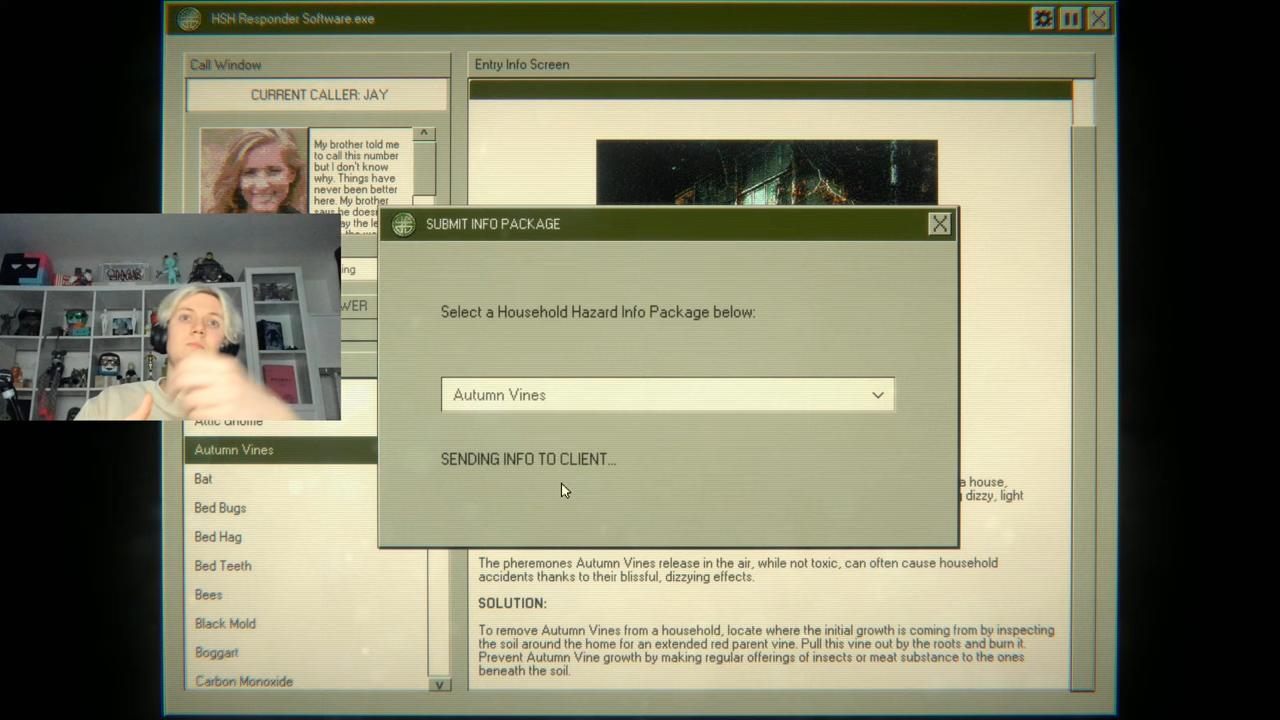 HSH Responder Software.exe
Call Window
Entry Info Screen
CURRENT CALLER: JAY
My brother told me
to call this number
but I don't know
why. Things have
never been better
here. My brother
SUBMIT INFO PACKAGE
Select a Household Hazard Info Package below:
Autumn Vines
SENDING INFO TO CLIENT...
Attic Gnome
Autumn Vines
Bat
Bed Bugs
Bed Hag
Bed Teeth
Bees
Black Mold
Boggart
Carbon Monoxide
a house,
dizzy, light
The pheromones Autumn Vines release in the air, while not toxic, can often cause household
accidents thanks to their blissful, dizzying effects.
SOLUTION:
To remove Autumn Vines from a household, locate where the initial growth is coming from by inspecting
the soil around the home for an extended red parent vine. Pull this vine out by the roots and burn it.
Prevent Autumn Vine growth by making regular offerings of insects or meat substance to the ones
beneath the soil.